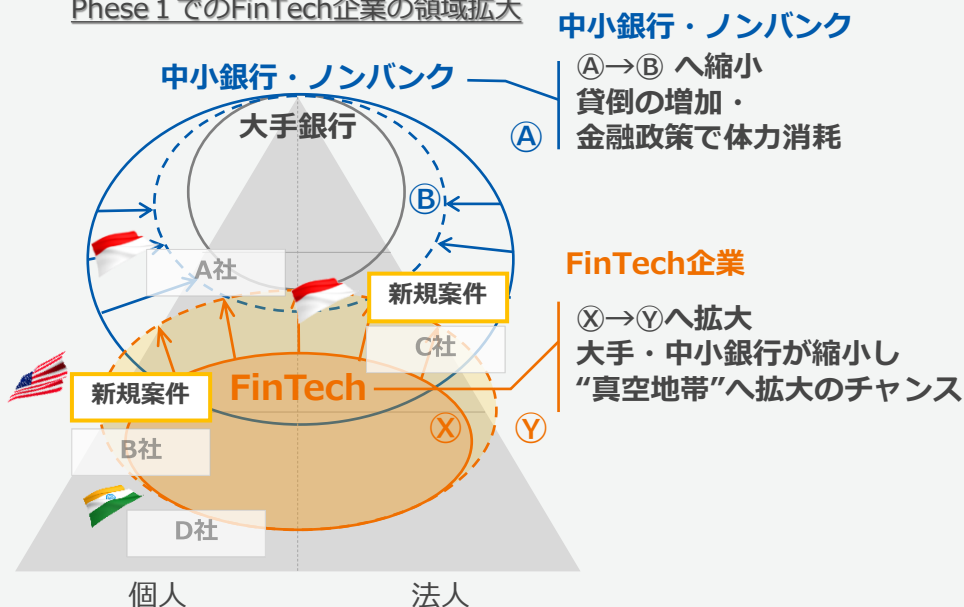 Phese１でのFinTech企業の領域拡大
中小銀行・ノンバンク
Ⓐ→Ⓑ へ縮小
貸倒の増加・
金融政策で体力消耗
中小銀行・ノンバンク
大手銀行
Ⓐ
Ⓑ
A社
新規案件
C社
FinTech企業
Ⓧ→Ⓨへ拡大
大手・中小銀行が縮小し
“真空地帯”へ拡大のチャンス
新規案件
FinTech
Ⓧ
Ⓨ
B社
D社
個人
法人